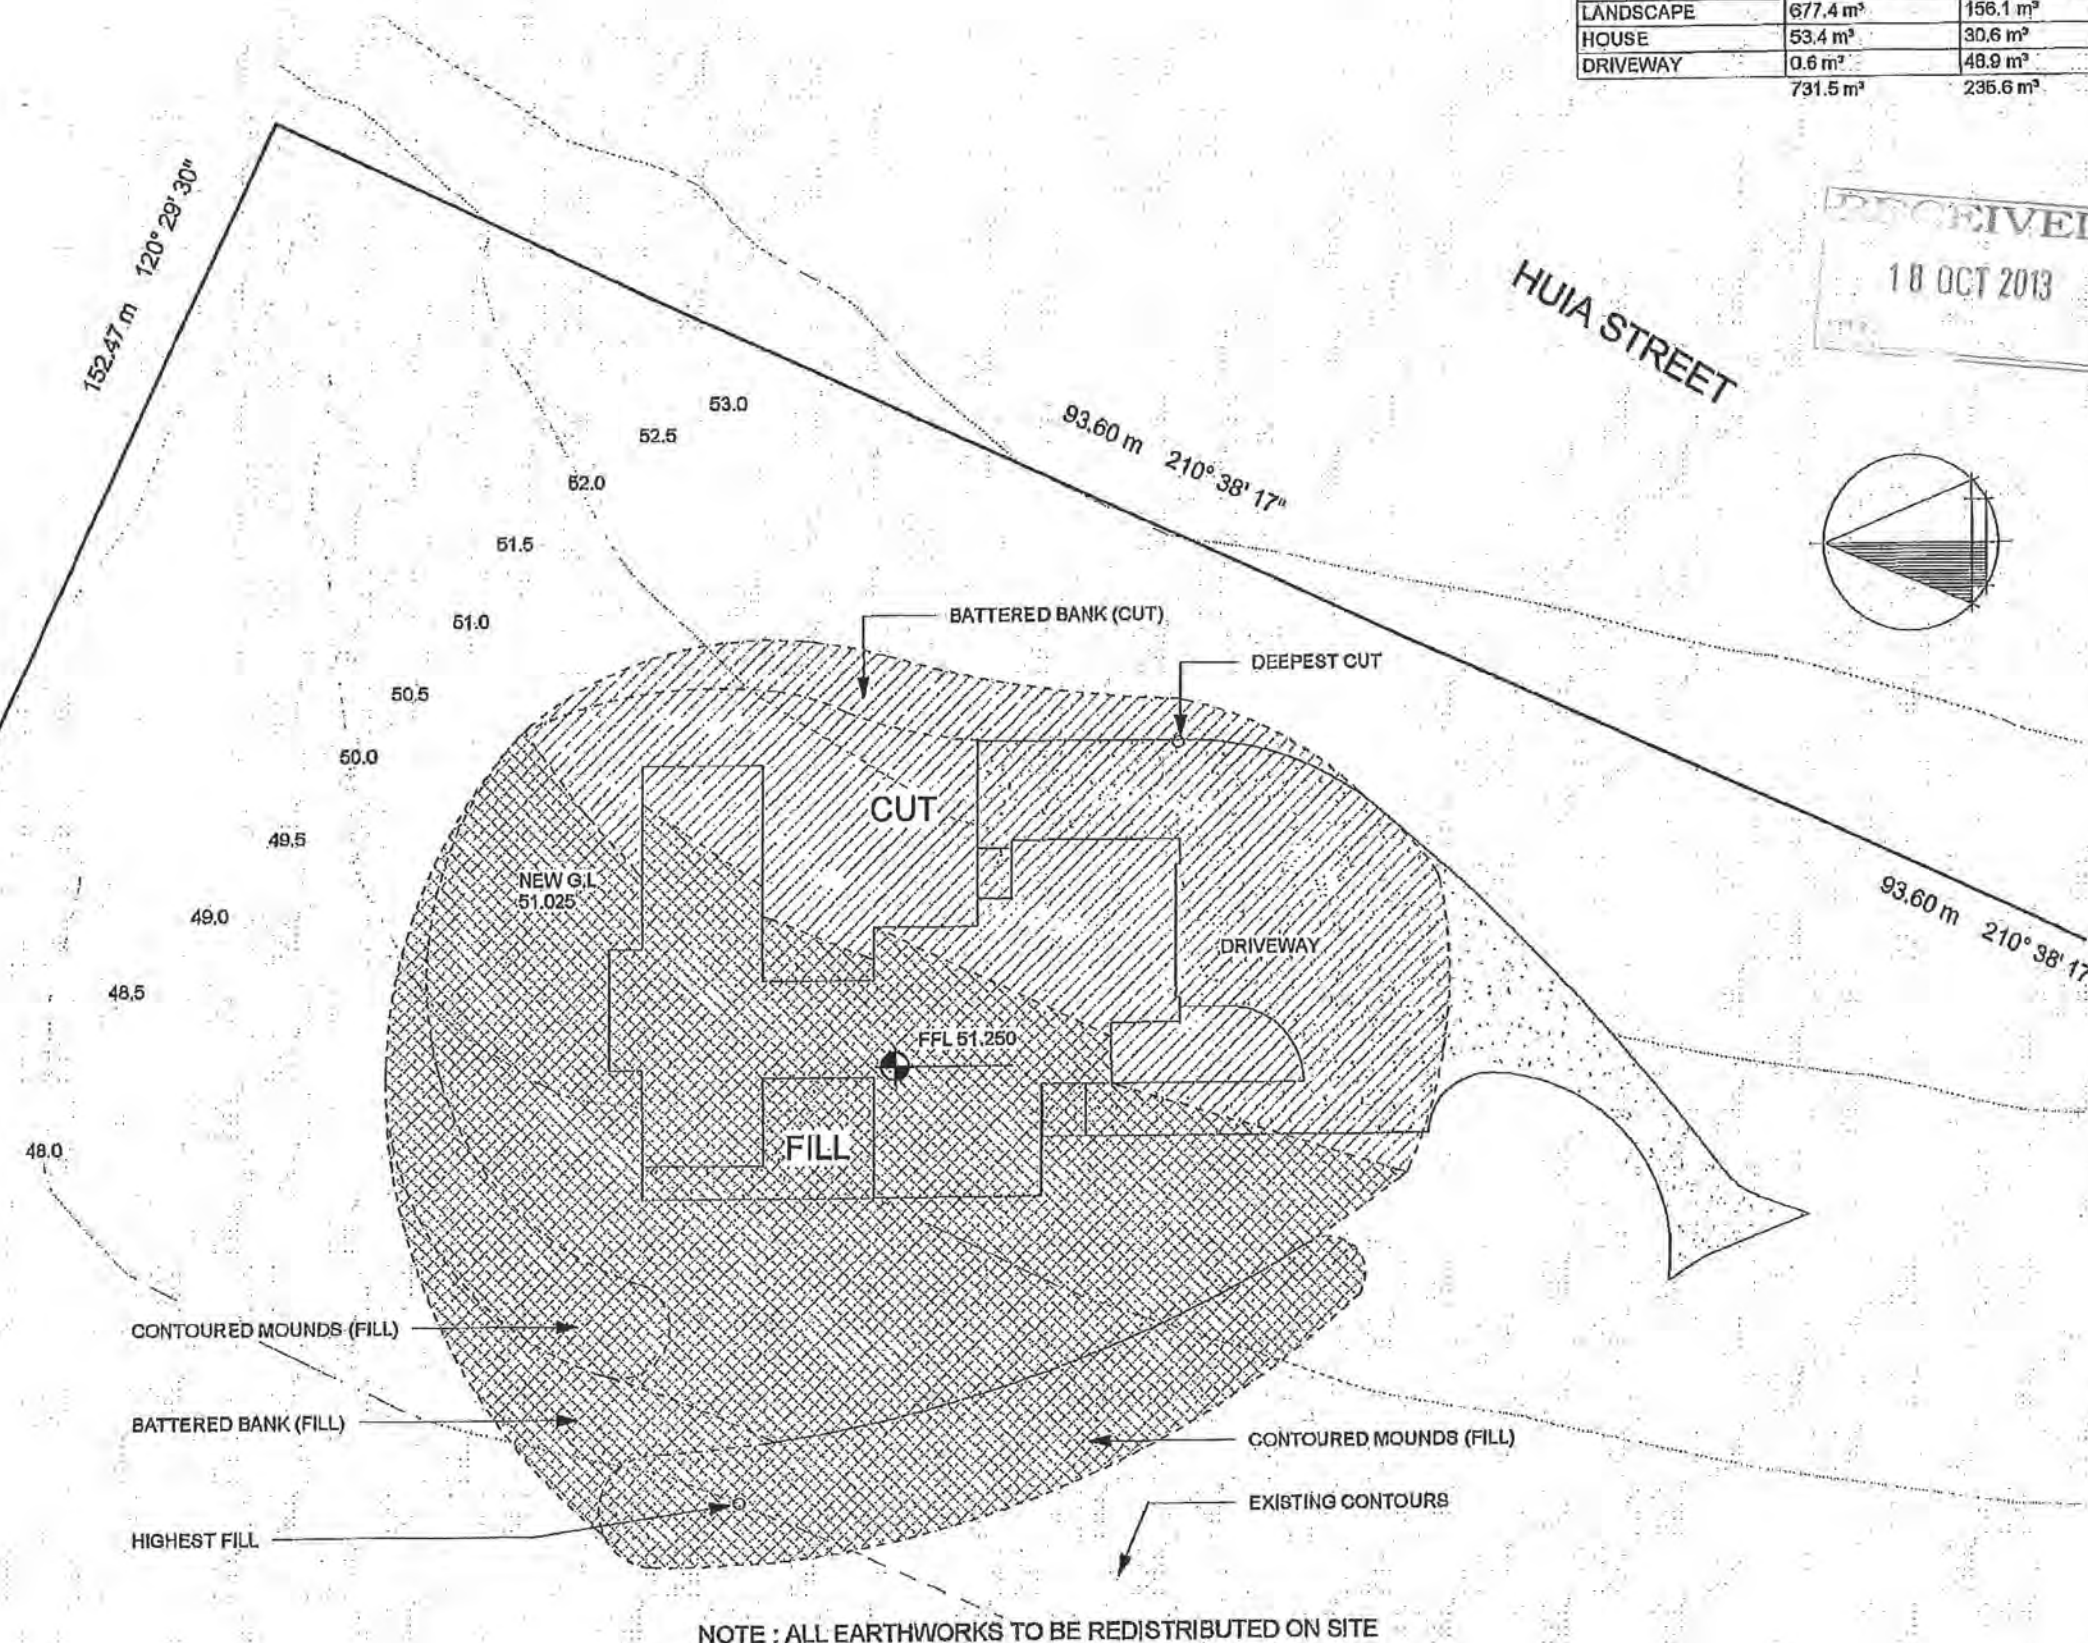 LANDSCAPE 677.4 m³ 156.1 m³
HOUSE 53.4 m³ 30.6 m³
DRIVEWAY 0.6 m³ 48.9 m³
731.5 m³ 235.6 m³
RECEIVED
18 OCT 2013
HUIA STREET
152.47 m 120° 29' 30"
93.60 m 210° 38' 17"
53.0
52.5
52.0
51.5
51.0
50.5
50.0
49.5
49.0
48.5
48.0
BATTERED BANK (CUT)
DEEPEST CUT
CUT
NEW G.L
51.025
DRIVEWAY
93.60 m 210° 38' 17
FFL 51.250
FILL
CONTOURED MOUNDS (FILL)
BATTERED BANK (FILL)
HIGHEST FILL
CONTOURED MOUNDS (FILL)
EXISTING CONTOURS
NOTE : ALL EARTHWORKS TO BE REDISTRIBUTED ON SITE